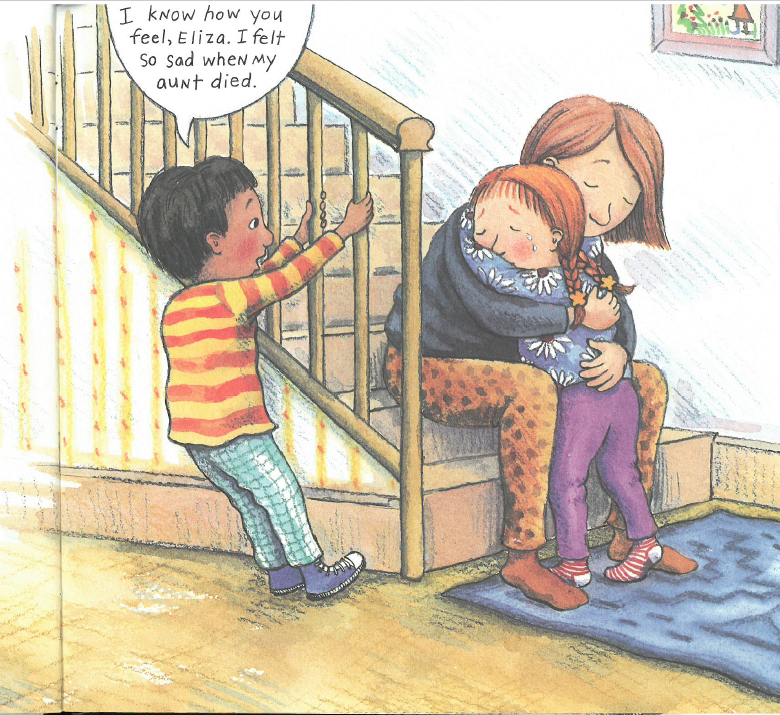 I know how you
feel, Eliza. I felt
so sad when my
aunt died.